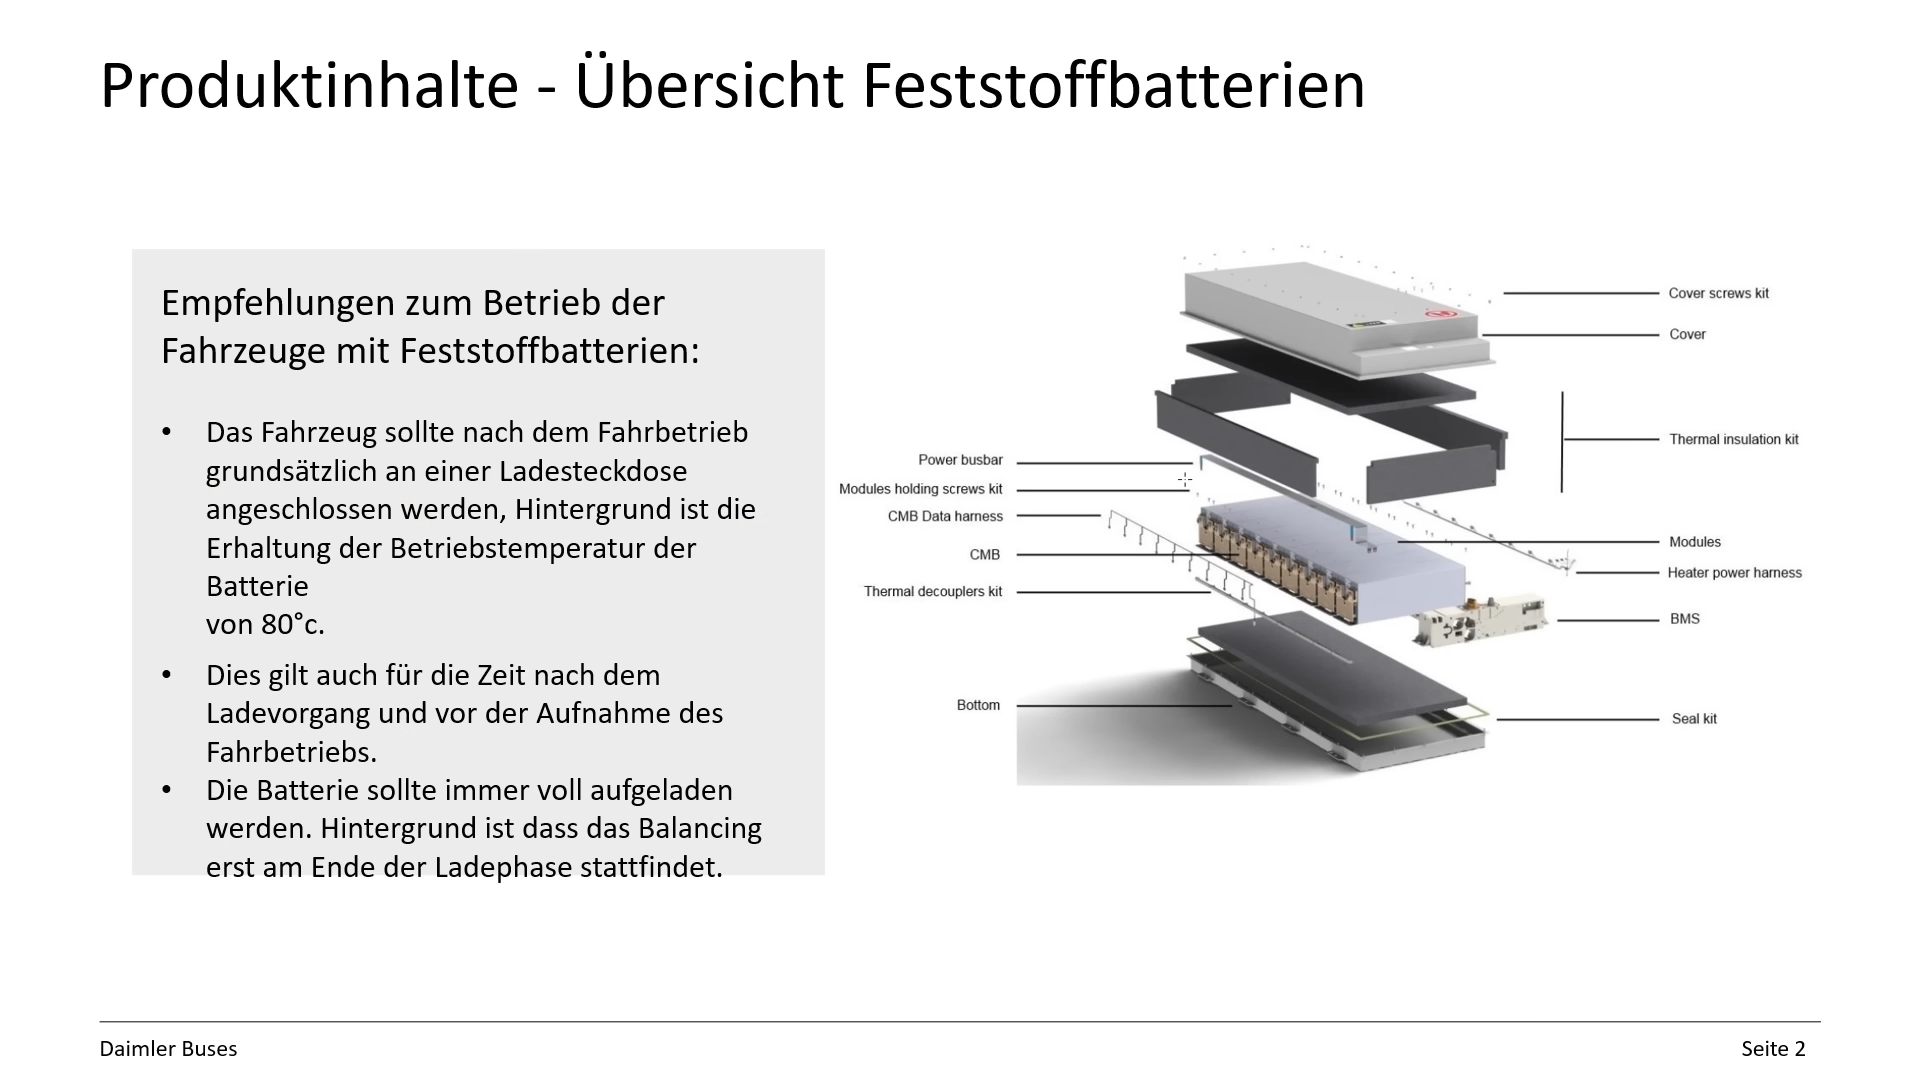 Produktinhalte - Übersicht Feststoffbatterien
Empfehlungen zum Betrieb der
Fahrzeuge mit Feststoffbatterien:
• Das Fahrzeug sollte nach dem Fahrbetrieb
grundsätzlich an einer Ladesteckdose
angeschlossen werden, Hintergrund ist die
Erhaltung der Betriebstemperatur der
Batterie
von 80°c.
• Dies gilt auch für die Zeit nach dem
Ladevorgang und vor der Aufnahme des
Fahrbetriebs.
• Die Batterie sollte immer voll aufgeladen
werden. Hintergrund ist dass das Balancing
erst am Ende der Ladephase stattfindet.
Power busbar
Modules holding screws kit
CMB Data harness
CMB
Thermal decouplers kit
Bottom
Cover screws kit
Cover
Thermal insulation kit
Modules
Heater power harness
BMS
Seal kit
Daimler Buses
Seite 2